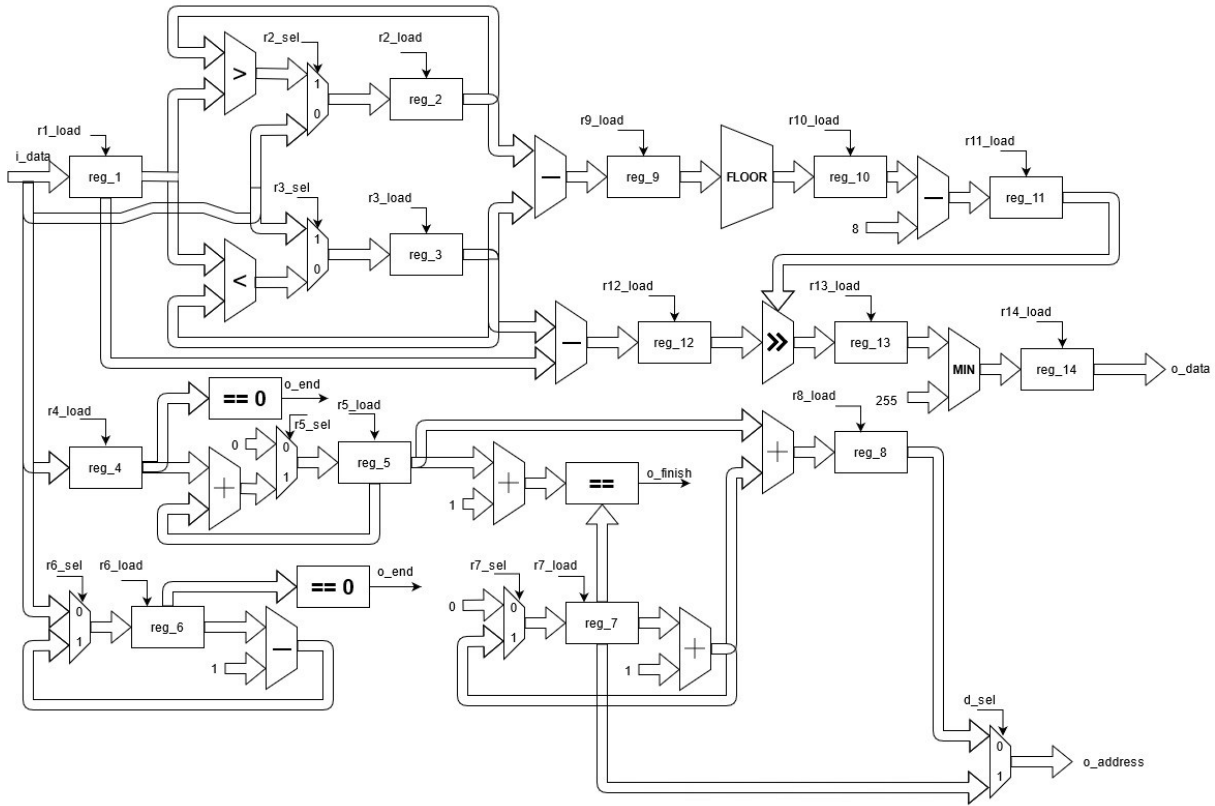 r2_sel
r2_load
>
1
0
reg_2
r1_load
i_data
reg_1
r9_load
r10_load
r11_load
—
reg_9
FLOOR
reg_10
—
reg_11
8
r3_sel
r3_load
1
0
reg_3
<
r12_load
r13_load
r14_load
—
reg_12
>>
reg_13
MIN
reg_14
o_data
255
== 0
o_end
r4_load
r5_sel
r5_load
r8_load
0
0
1
reg_4
+
reg_5
+
reg_8
+
1
==
o_finish
r6_sel
r6_load
== 0
o_end
r7_sel
r7_load
0
1
reg_6
—
1
0
0
1
reg_7
+
1
d_sel
0
1
o_address